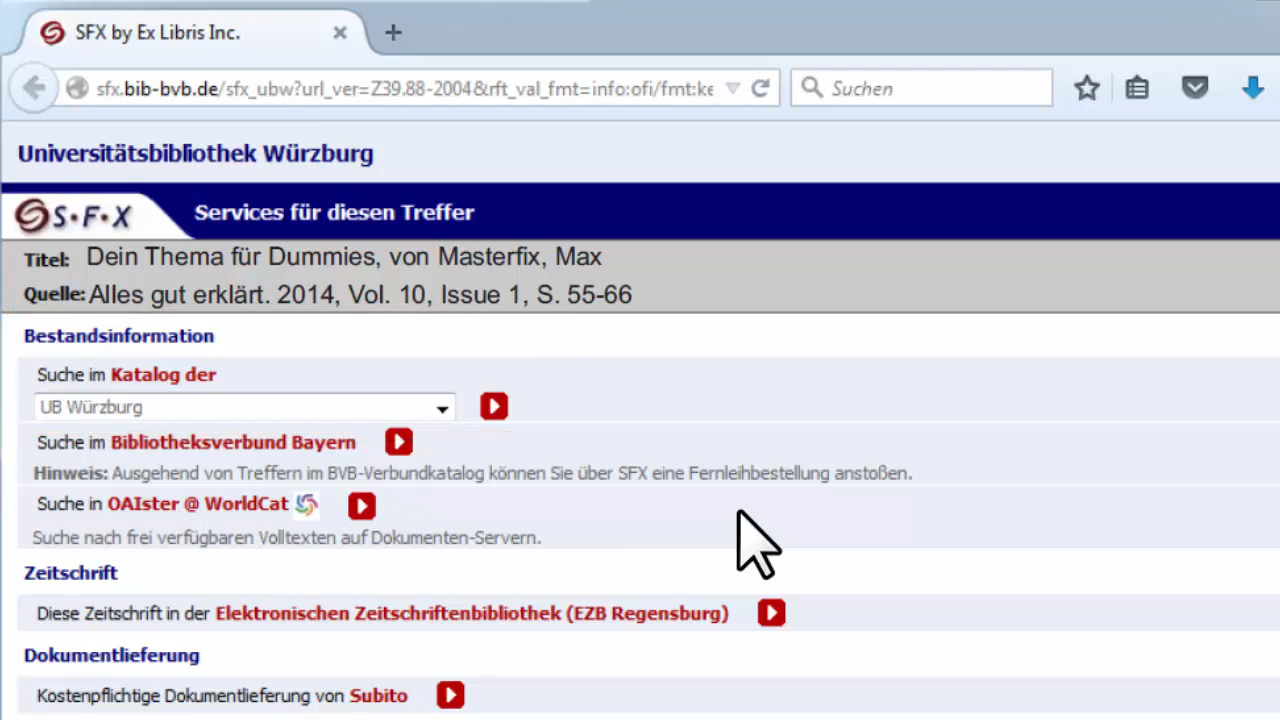 SFX by Ex Libris Inc.
sfx.bib-bvb.de/sfx_ubw?url_ver=Z39.88-2004&rft_val_fmt=info:ofi/fmt:ke
Suchen
Universitätsbibliothek Würzburg
S·F·X
Services für diesen Treffer
Titel: Dein Thema für Dummies, von Masterfix, Max
Quelle: Alles gut erklärt. 2014, Vol. 10, Issue 1, S. 55-66
Bestandsinformation
Suche im Katalog der
UB Würzburg
Suche im Bibliotheksverbund Bayern
Hinweis: Ausgehend von Treffern im BVB-Verbundkatalog können Sie über SFX eine Fernleihbestellung anstoßen.
Suche in OAIster @ WorldCat
Suche nach frei verfügbaren Volltexten auf Dokumenten-Servern.
Zeitschrift
Diese Zeitschrift in der Elektronischen Zeitschriftenbibliothek (EZB Regensburg)
Dokumentlieferung
Kostenpflichtige Dokumentlieferung von Subito